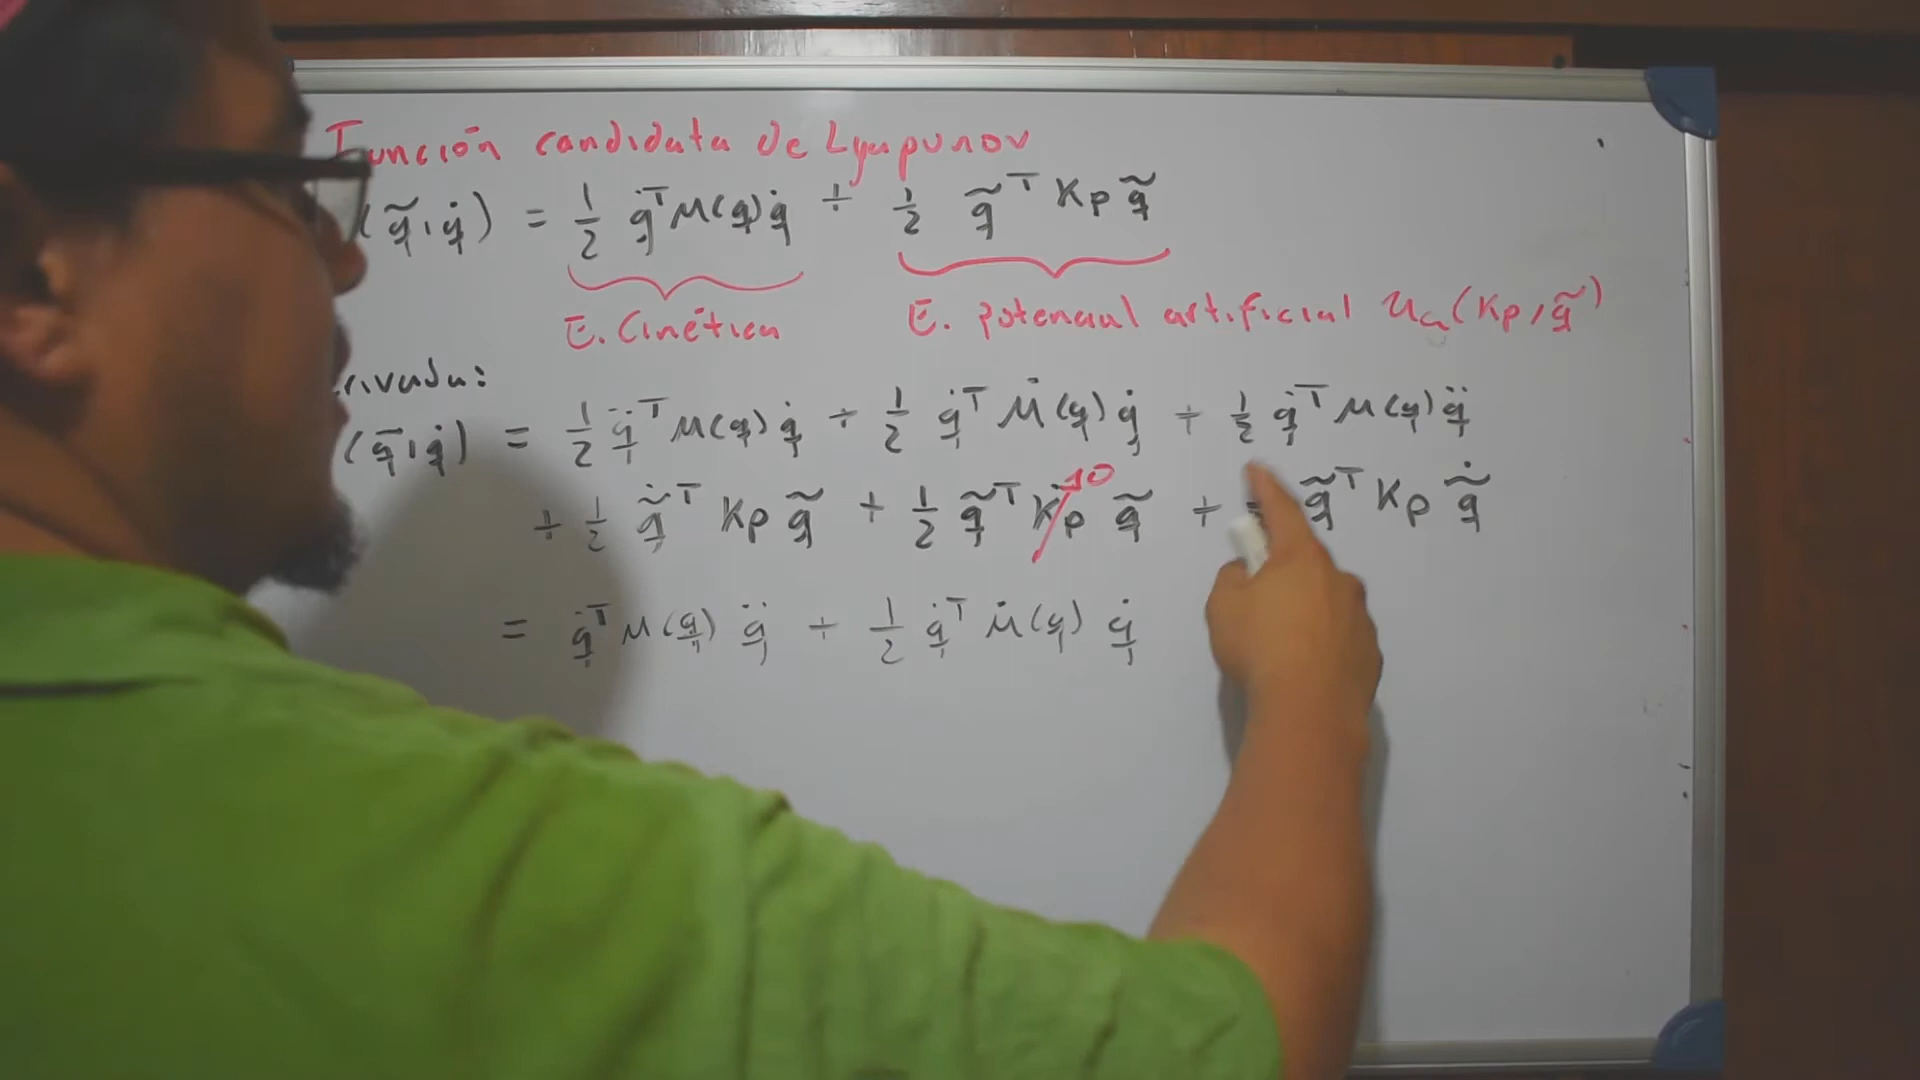 Función candidata de Lyapunov
(q̃, q̇) = 1/2 q̇ᵀ M(q) q̇ + 1/2 q̃ᵀ Kp q̃
E. Cinética E. potencial artificial Ua(Kp, q̃)
rivada:
(q̃, q̇) = 1/2 q̈ᵀ M(q) q̇ + 1/2 q̇ᵀ Ṁ(q) q̇ + 1/2 q̇ᵀ M(q) q̈
+ 1/2 q̃̇ᵀ Kp q̃ + 1/2 q̃ᵀ K̇p 0 q̃ + q̃ᵀ Kp q̃̇
= q̇ᵀ M(q) q̈ + 1/2 q̇ᵀ Ṁ(q) q̇